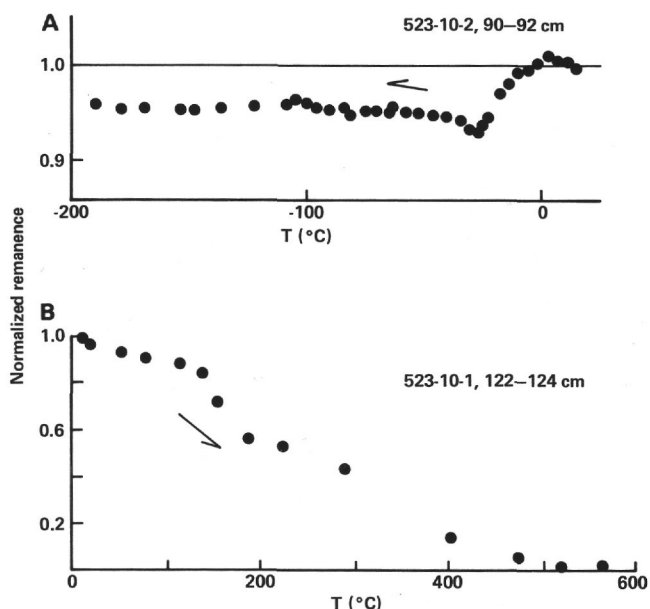 A
523-10-2, 90—92 cm
1.0
0.9
-200
-100
0
T (°C)
Normalized remanence
B
1.0
523-10-1, 122—124 cm
0.6
0.2
0
200
400
600
T (°C)